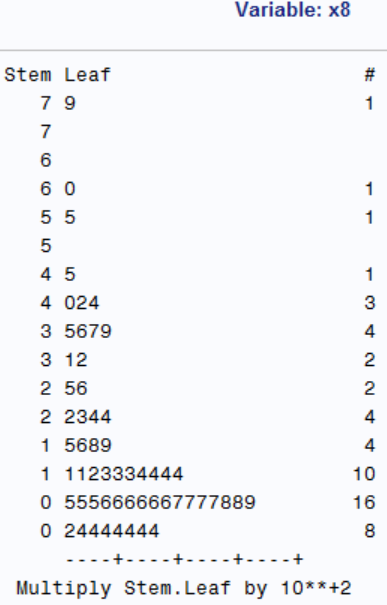 Variable: x8
Stem Leaf #
7 9 1
7
6
6 0 1
5 5 1
5
4 5 1
4 024 3
3 5679 4
3 12 2
2 56 2
2 2344 4
1 5689 4
1 1123334444 10
0 5556666667777889 16
0 24444444 8
----+----+----+----+
Multiply Stem.Leaf by 10**+2